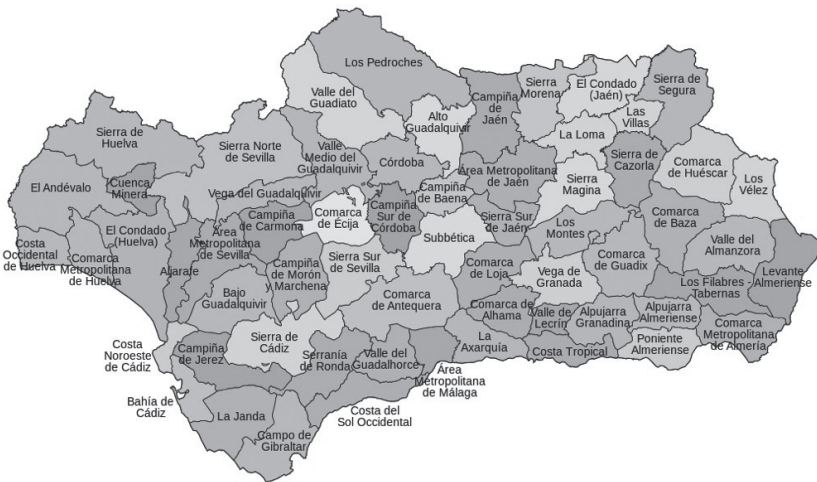 Los Pedroches
Valle del
Guadiato
Sierra
Morena
El Condado
(Jaén)
Sierra de
Segura
Campiña
de
Jaén
Alto
Guadalquivir
Las
Villas
La Loma
Sierra de
Huelva
Sierra Norte
de Sevilla
Valle
Medio del
Guadalquivir
Córdoba
Área Metropolitana
de Jaén
Sierra de
Cazorla
Comarca
de Huéscar
Los
Vélez
El Andévalo
Cuenca
Minera
Vega del Guadalquivir
Campiña
de Baena
Sierra
Magina
Comarca
de Écija
Campiña
Sur de
Córdoba
Campiña
de Carmona
Sierra Sur
de Jaén
Comarca
de Baza
El Condado
(Huelva)
Área
Metropolitana
de Sevilla
Subbética
Los
Montes
Valle del
Almanzora
Costa
Occidental
de Huelva
Comarca
Metropolitana
de Huelva
Aljarafe
Campiña
de Morón
y Marchena
Sierra Sur
de Sevilla
Comarca
de Loja
Vega de
Granada
Comarca
de Guadix
Levante
Almeriense
Los Filabres -
Tabernas
Bajo
Guadalquivir
Comarca
de Antequera
Comarca de
Alhama
Valle de
Lecrín
Alpujarra
Granadina
Alpujarra
Almeriense
Comarca
Metropolitana
de Almería
Costa
Noroeste
de Cádiz
Campiña
de Jerez
Sierra de
Cádiz
Serranía
de Ronda
Valle del
Guadalhorce
La
Axarquía
Costa Tropical
Poniente
Almeriense
Área
Metropolitana
de Málaga
Bahía de
Cádiz
La Janda
Costa del
Sol Occidental
Campo de
Gibraltar